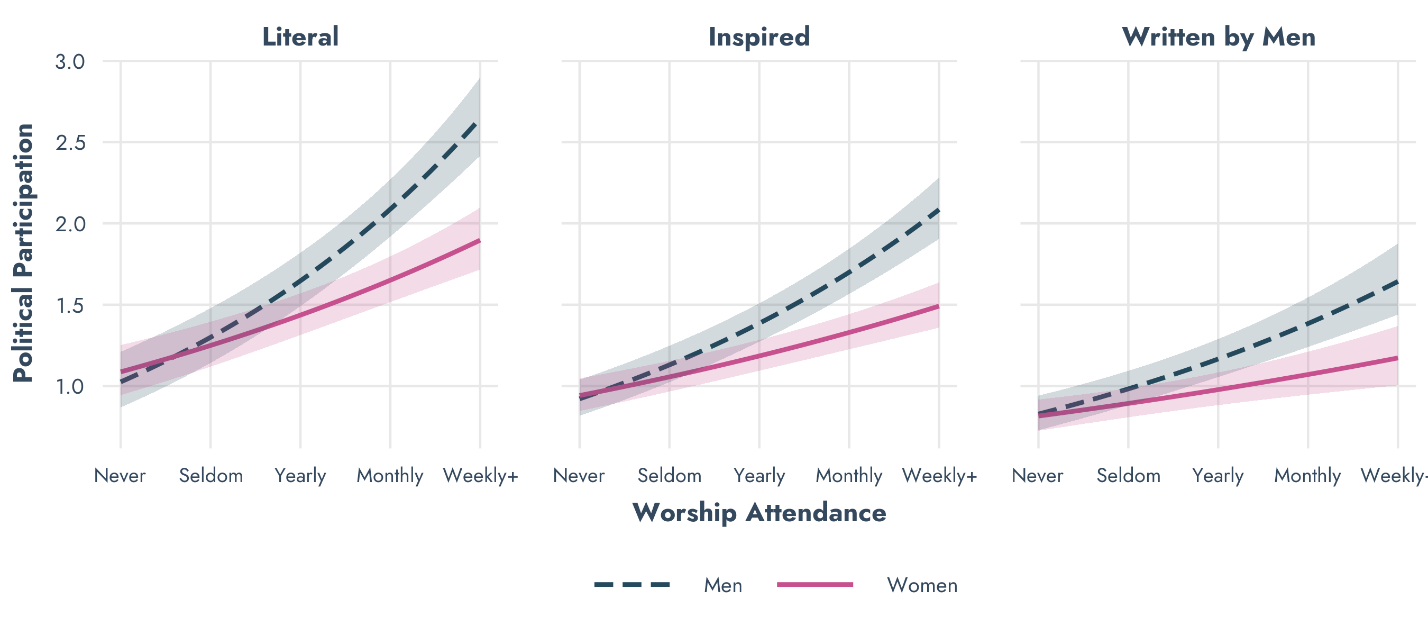 Literal
Inspired
Written by Men
Political Participation
3.0
2.5
2.0
1.5
1.0
Never Seldom Yearly Monthly Weekly+
Never Seldom Yearly Monthly Weekly+
Never Seldom Yearly Monthly Weekly-
Worship Attendance
Men
Women